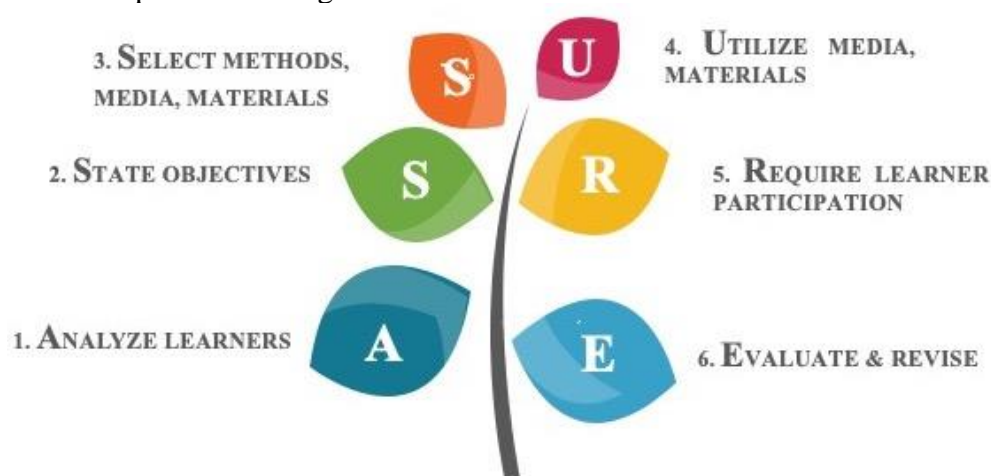 3. SELECT METHODS,
MEDIA, MATERIALS
S
U
4. UTILIZE MEDIA,
MATERIALS
2. STATE OBJECTIVES
S
R
5. REQUIRE LEARNER
PARTICIPATION
1. ANALYZE LEARNERS
A
E
6. EVALUATE & REVISE